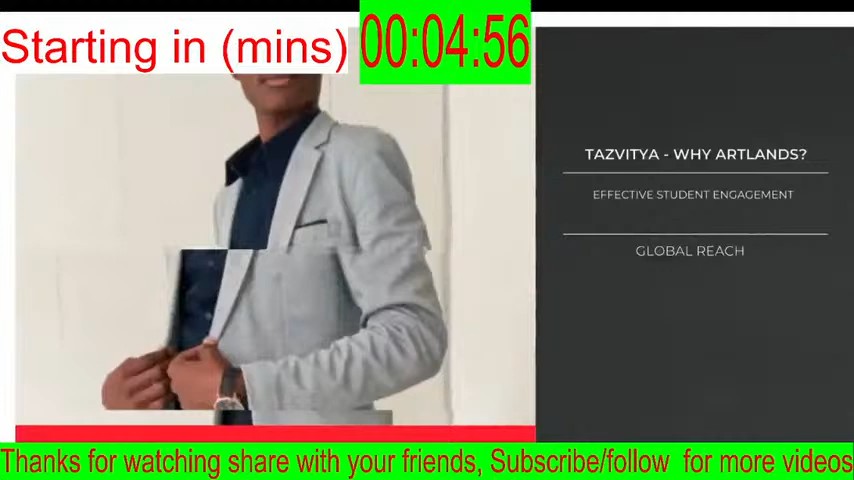 Starting in (mins) 00:04:56
TAZVITYA - WHY ARTLANDS?
EFFECTIVE STUDENT ENGAGEMENT
GLOBAL REACH
Thanks for watching share with your friends, Subscribe/follow for more videos